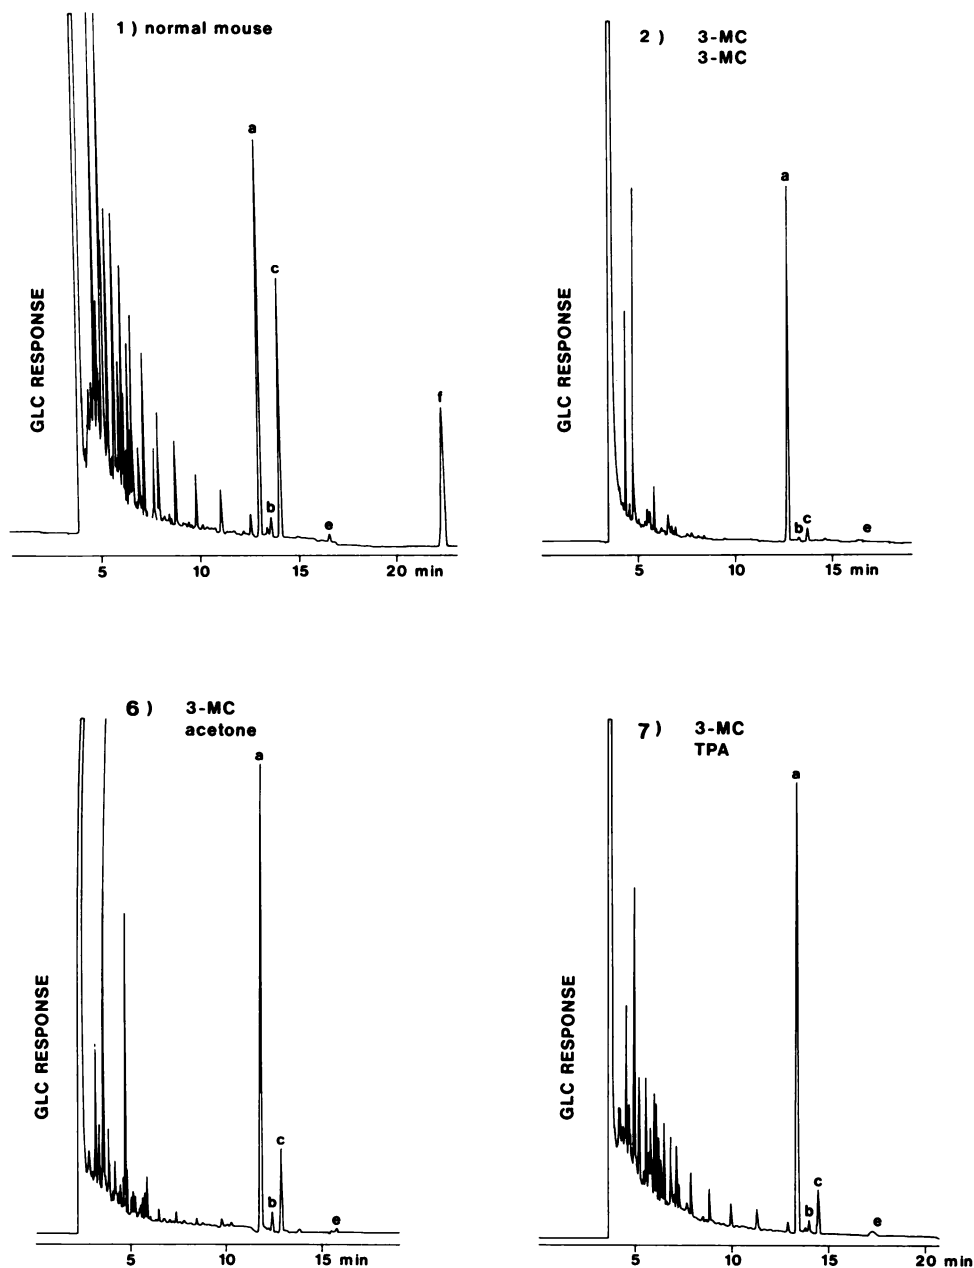 1) normal mouse
GLC RESPONSE
a
c
b
e
f
5 10 15 20 min
2) 3-MC
3-MC
GLC RESPONSE
a
b c
e
5 10 15 min
6) 3-MC
acetone
GLC RESPONSE
a
c
b
e
5 10 15 min
7) 3-MC
TPA
GLC RESPONSE
a
c
b
e
5 10 15 20 min